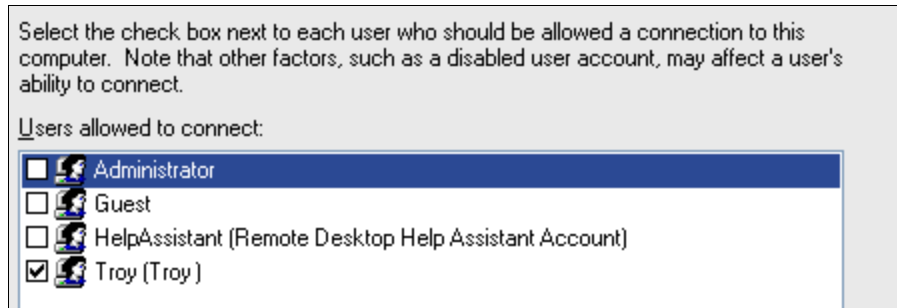 Select the check box next to each user who should be allowed a connection to this
computer.  Note that other factors, such as a disabled user account, may affect a user's
ability to connect.
Users allowed to connect:
Administrator
Guest
HelpAssistant (Remote Desktop Help Assistant Account)
Troy (Troy )